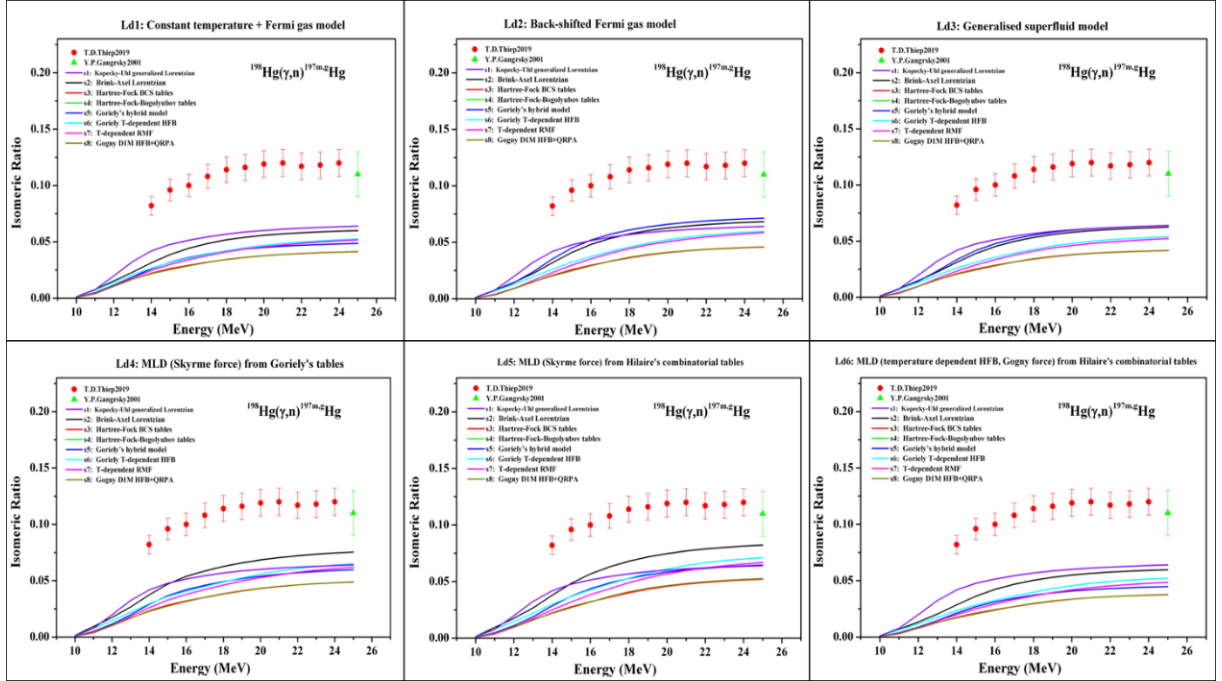 Ld1: Constant temperature + Fermi gas model
T.D.Thiep2019
Y.P.Gangrsky2001
¹⁹⁸Hg(γ,n)¹⁹⁷ᵐ,ᵍHg
s1: Kopecky-Uhl generalized Lorentzian
s2: Brink-Axel Lorentzian
s3: Hartree-Fock BCS tables
s4: Hartree-Fock-Bogolyubov tables
s5: Goriely's hybrid model
s6: Goriely T-dependent HFB
s7: T-dependent RMF
s8: Gogny D1M HFB+QRPA
Isomeric Ratio
0.20
0.15
0.10
0.05
0.00
10 12 14 16 18 20 22 24 26
Energy (MeV)
Ld2: Back-shifted Fermi gas model
T.D.Thiep2019
Y.P.Gangrsky2001
¹⁹⁸Hg(γ,n)¹⁹⁷ᵐ,ᵍHg
s1: Kopecky-Uhl generalized Lorentzian
s2: Brink-Axel Lorentzian
s3: Hartree-Fock BCS tables
s4: Hartree-Fock-Bogolyubov tables
s5: Goriely's hybrid model
s6: Goriely T-dependent HFB
s7: T-dependent RMF
s8: Gogny D1M HFB+QRPA
Isomeric Ratio
0.20
0.15
0.10
0.05
0.00
10 12 14 16 18 20 22 24 26
Energy (MeV)
Ld3: Generalised superfluid model
T.D.Thiep2019
Y.P.Gangrsky2001
¹⁹⁸Hg(γ,n)¹⁹⁷ᵐ,ᵍHg
s1: Kopecky-Uhl generalized Lorentzian
s2: Brink-Axel Lorentzian
s3: Hartree-Fock BCS tables
s4: Hartree-Fock-Bogolyubov tables
s5: Goriely's hybrid model
s6: Goriely T-dependent HFB
s7: T-dependent RMF
s8: Gogny D1M HFB+QRPA
Isomeric Ratio
0.20
0.15
0.10
0.05
0.00
10 12 14 16 18 20 22 24 26
Energy (MeV)
Ld4: MLD (Skyrme force) from Goriely's tables
T.D.Thiep2019
Y.P.Gangrsky2001
¹⁹⁸Hg(γ,n)¹⁹⁷ᵐ,ᵍHg
s1: Kopecky-Uhl generalized Lorentzian
s2: Brink-Axel Lorentzian
s3: Hartree-Fock BCS tables
s4: Hartree-Fock-Bogolyubov tables
s5: Goriely's hybrid model
s6: Goriely T-dependent HFB
s7: T-dependent RMF
s8: Gogny D1M HFB+QRPA
Isomeric Ratio
0.20
0.15
0.10
0.05
0.00
10 12 14 16 18 20 22 24 26
Energy (MeV)
Ld5: MLD (Skyrme force) from Hilaire's combinatorial tables
T.D.Thiep2019
Y.P.Gangrsky2001
¹⁹⁸Hg(γ,n)¹⁹⁷ᵐ,ᵍHg
s1: Kopecky-Uhl generalized Lorentzian
s2: Brink-Axel Lorentzian
s3: Hartree-Fock BCS tables
s4: Hartree-Fock-Bogolyubov tables
s5: Goriely's hybrid model
s6: Goriely T-dependent HFB
s7: T-dependent RMF
s8: Gogny D1M HFB+QRPA
Isomeric Ratio
0.20
0.15
0.10
0.05
0.00
10 12 14 16 18 20 22 24 26
Energy (MeV)
Ld6: MLD (temperature dependent HFB, Gogny force) from Hilaire's combinatorial tables
T.D.Thiep2019
Y.P.Gangrsky2001
¹⁹⁸Hg(γ,n)¹⁹⁷ᵐ,ᵍHg
s1: Kopecky-Uhl generalized Lorentzian
s2: Brink-Axel Lorentzian
s3: Hartree-Fock BCS tables
s4: Hartree-Fock-Bogolyubov tables
s5: Goriely's hybrid model
s6: Goriely T-dependent HFB
s7: T-dependent RMF
s8: Gogny D1M HFB+QRPA
Isomeric Ratio
0.20
0.15
0.10
0.05
0.00
10 12 14 16 18 20 22 24 26
Energy (MeV)